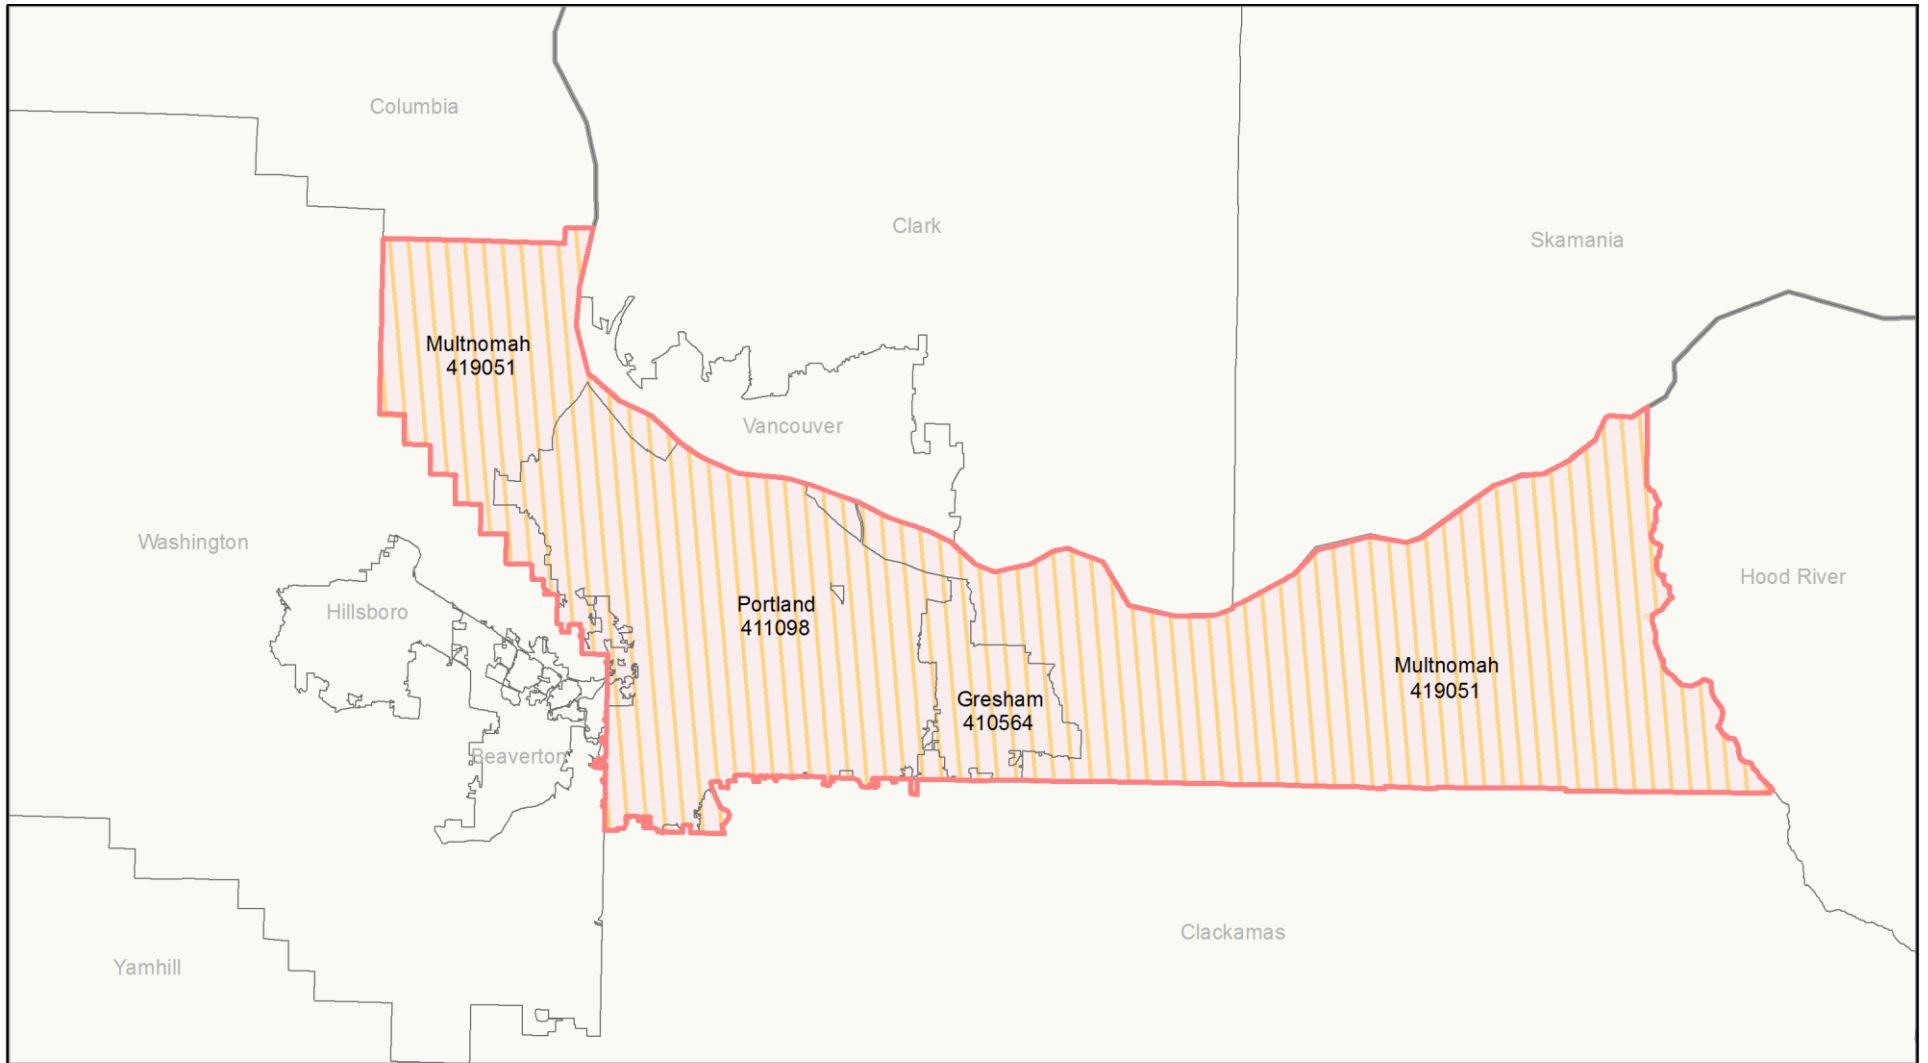 Columbia
Clark
Skamania
Multnomah
419051
Vancouver
Washington
Hood River
Hillsboro
Portland
411098
Multnomah
419051
Gresham
410564
Beaverton
Clackamas
Yamhill